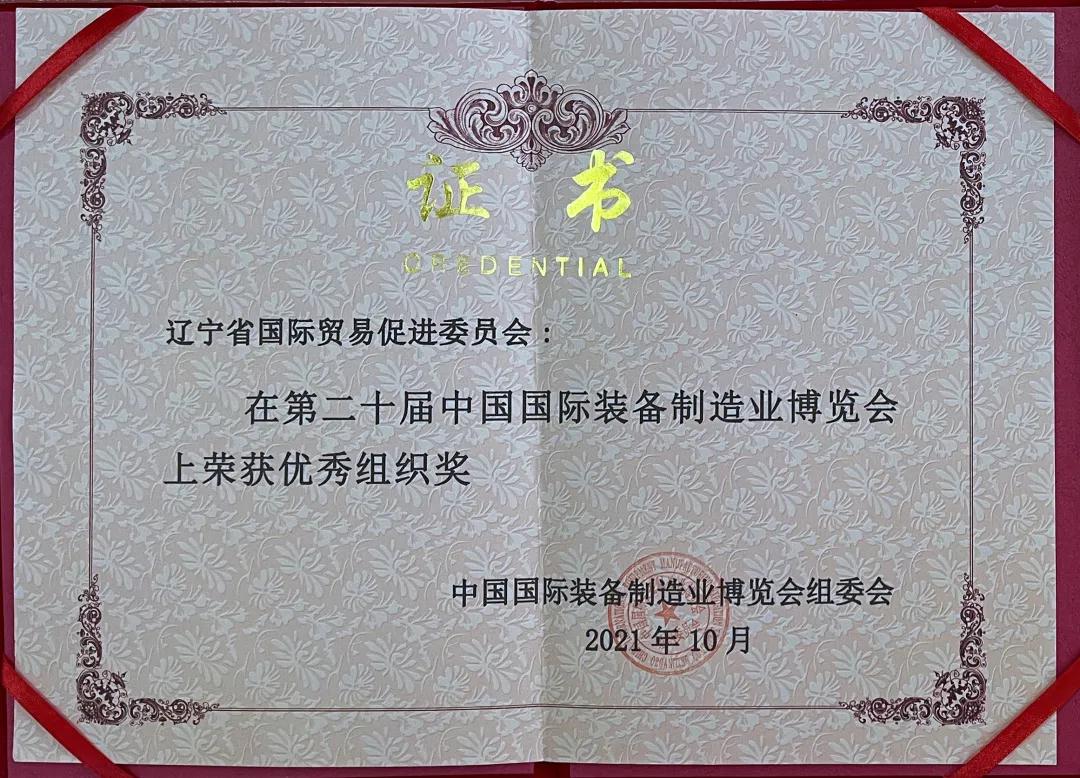 证书
CREDENTIAL
辽宁省国际贸易促进委员会：
在第二十届中国国际装备制造业博览会
上荣获优秀组织奖
中国国际装备制造业博览会组委会
2021年10月